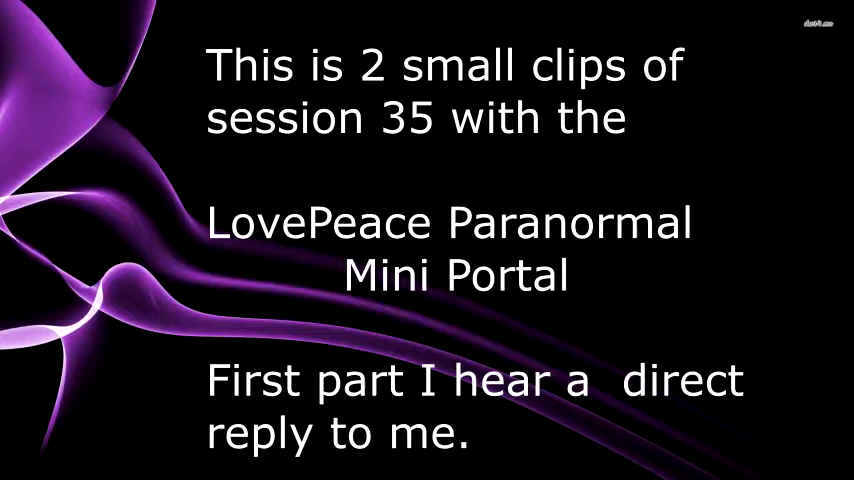 This is 2 small clips of
session 35 with the
LovePeace Paranormal
Mini Portal
First part I hear a  direct
reply to me.